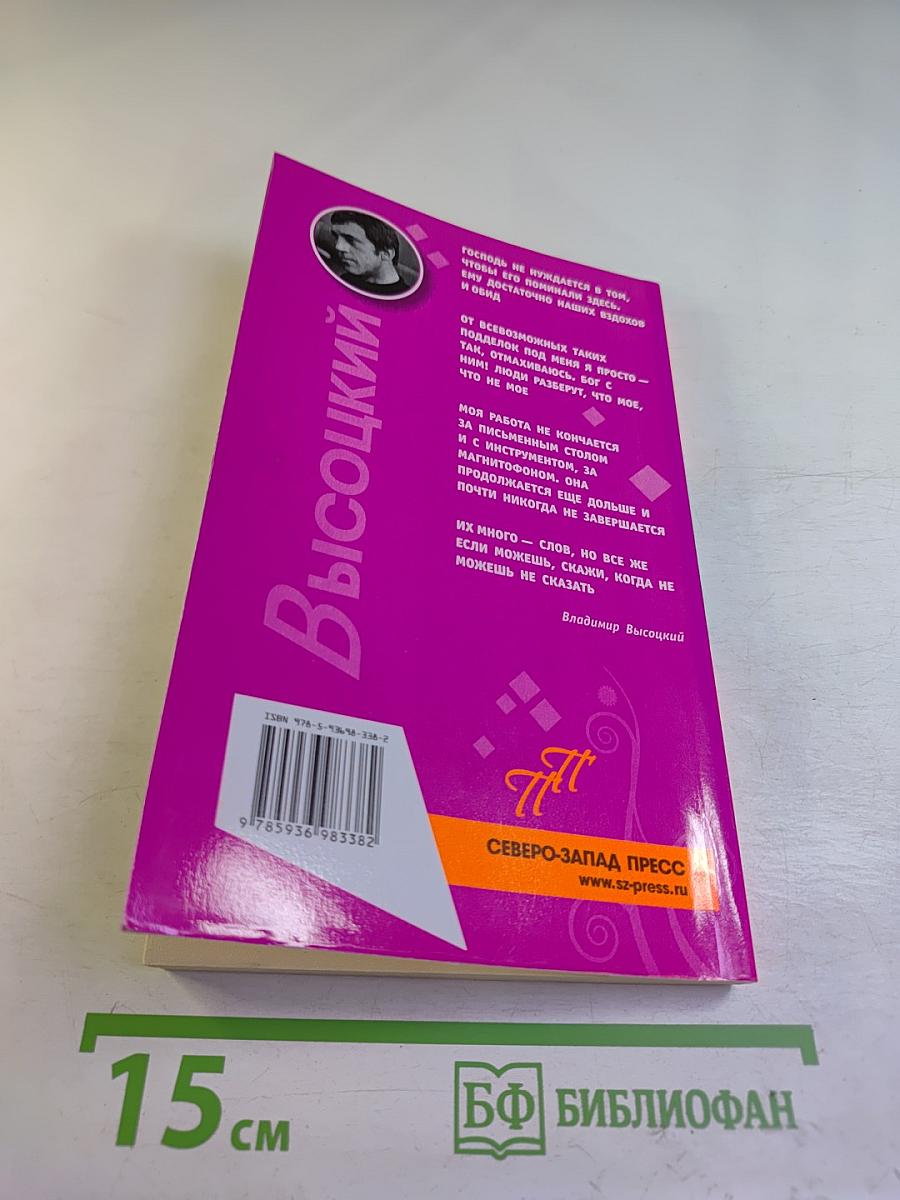 ГОСПОДЬ НЕ НУЖДАЕТСЯ В ТОМ,
ЧТОБЫ ЕГО ПОМИНАЛИ ЗДЕСЬ,
ЕМУ ДОСТАТОЧНО НАШИХ ВЗДОХОВ
И ОБИД
ОТ ВСЕВОЗМОЖНЫХ ТАКИХ
ПОДДЕЛОК ПОД МЕНЯ Я ПРОСТО —
ТАК, ОТМАХИВАЮСЬ. БОГ С
НИМ! ЛЮДИ РАЗБЕРУТ, ЧТО МОЕ,
ЧТО НЕ МОЕ
МОЯ РАБОТА НЕ КОНЧАЕТСЯ
ЗА ПИСЬМЕННЫМ СТОЛОМ
И С ИНСТРУМЕНТОМ, ЗА
МАГНИТОФОНОМ. ОНА
ПРОДОЛЖАЕТСЯ ЕЩЕ ДОЛЬШЕ И
ПОЧТИ НИКОГДА НЕ ЗАВЕРШАЕТСЯ
ИХ МНОГО — СЛОВ, НО ВСЕ ЖЕ
ЕСЛИ МОЖЕШЬ, СКАЖИ, КОГДА НЕ
МОЖЕШЬ НЕ СКАЗАТЬ
Владимир Высоцкий
Высоцкий
ISBN 978-5-93698-338-2
9 785936 983382
СЕВЕРО-ЗАПАД ПРЕСС
www.sz-press.ru
15 см
БФ БИБЛИОФАН